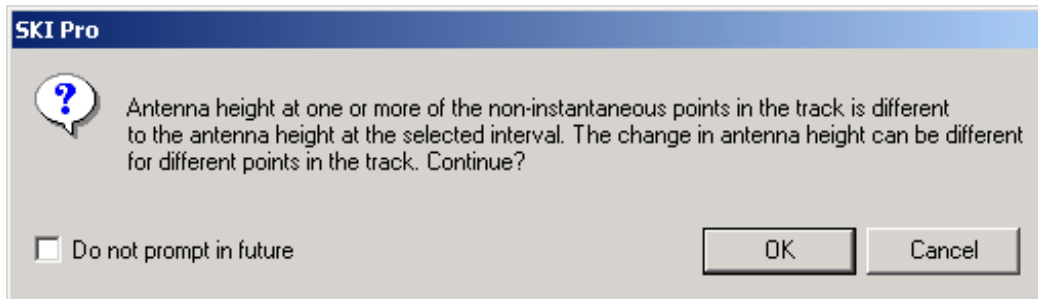 SKI Pro
Antenna height at one or more of the non-instantaneous points in the track is different
to the antenna height at the selected interval. The change in antenna height can be different
for different points in the track. Continue?
Do not prompt in future
OK
Cancel